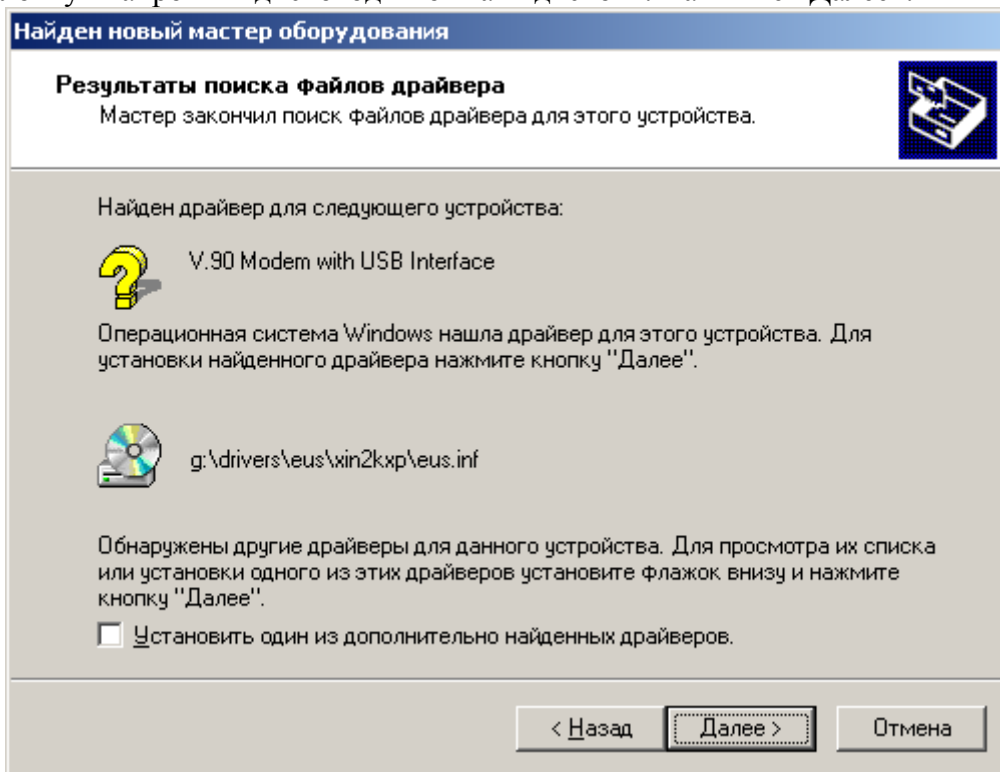 Найден новый мастер оборудования
Результаты поиска файлов драйвера
Мастер закончил поиск файлов драйвера для этого устройства.
Найден драйвер для следующего устройства:
V.90 Modem with USB Interface
Операционная система Windows нашла драйвер для этого устройства. Для
установки найденного драйвера нажмите кнопку "Далее".
g:\drivers\eus\xin2kxp\eus.inf
Обнаружены другие драйверы для данного устройства. Для просмотра их списка
или установки одного из этих драйверов установите флажок внизу и нажмите
кнопку "Далее".
Установить один из дополнительно найденных драйверов.
< Назад Далее > Отмена